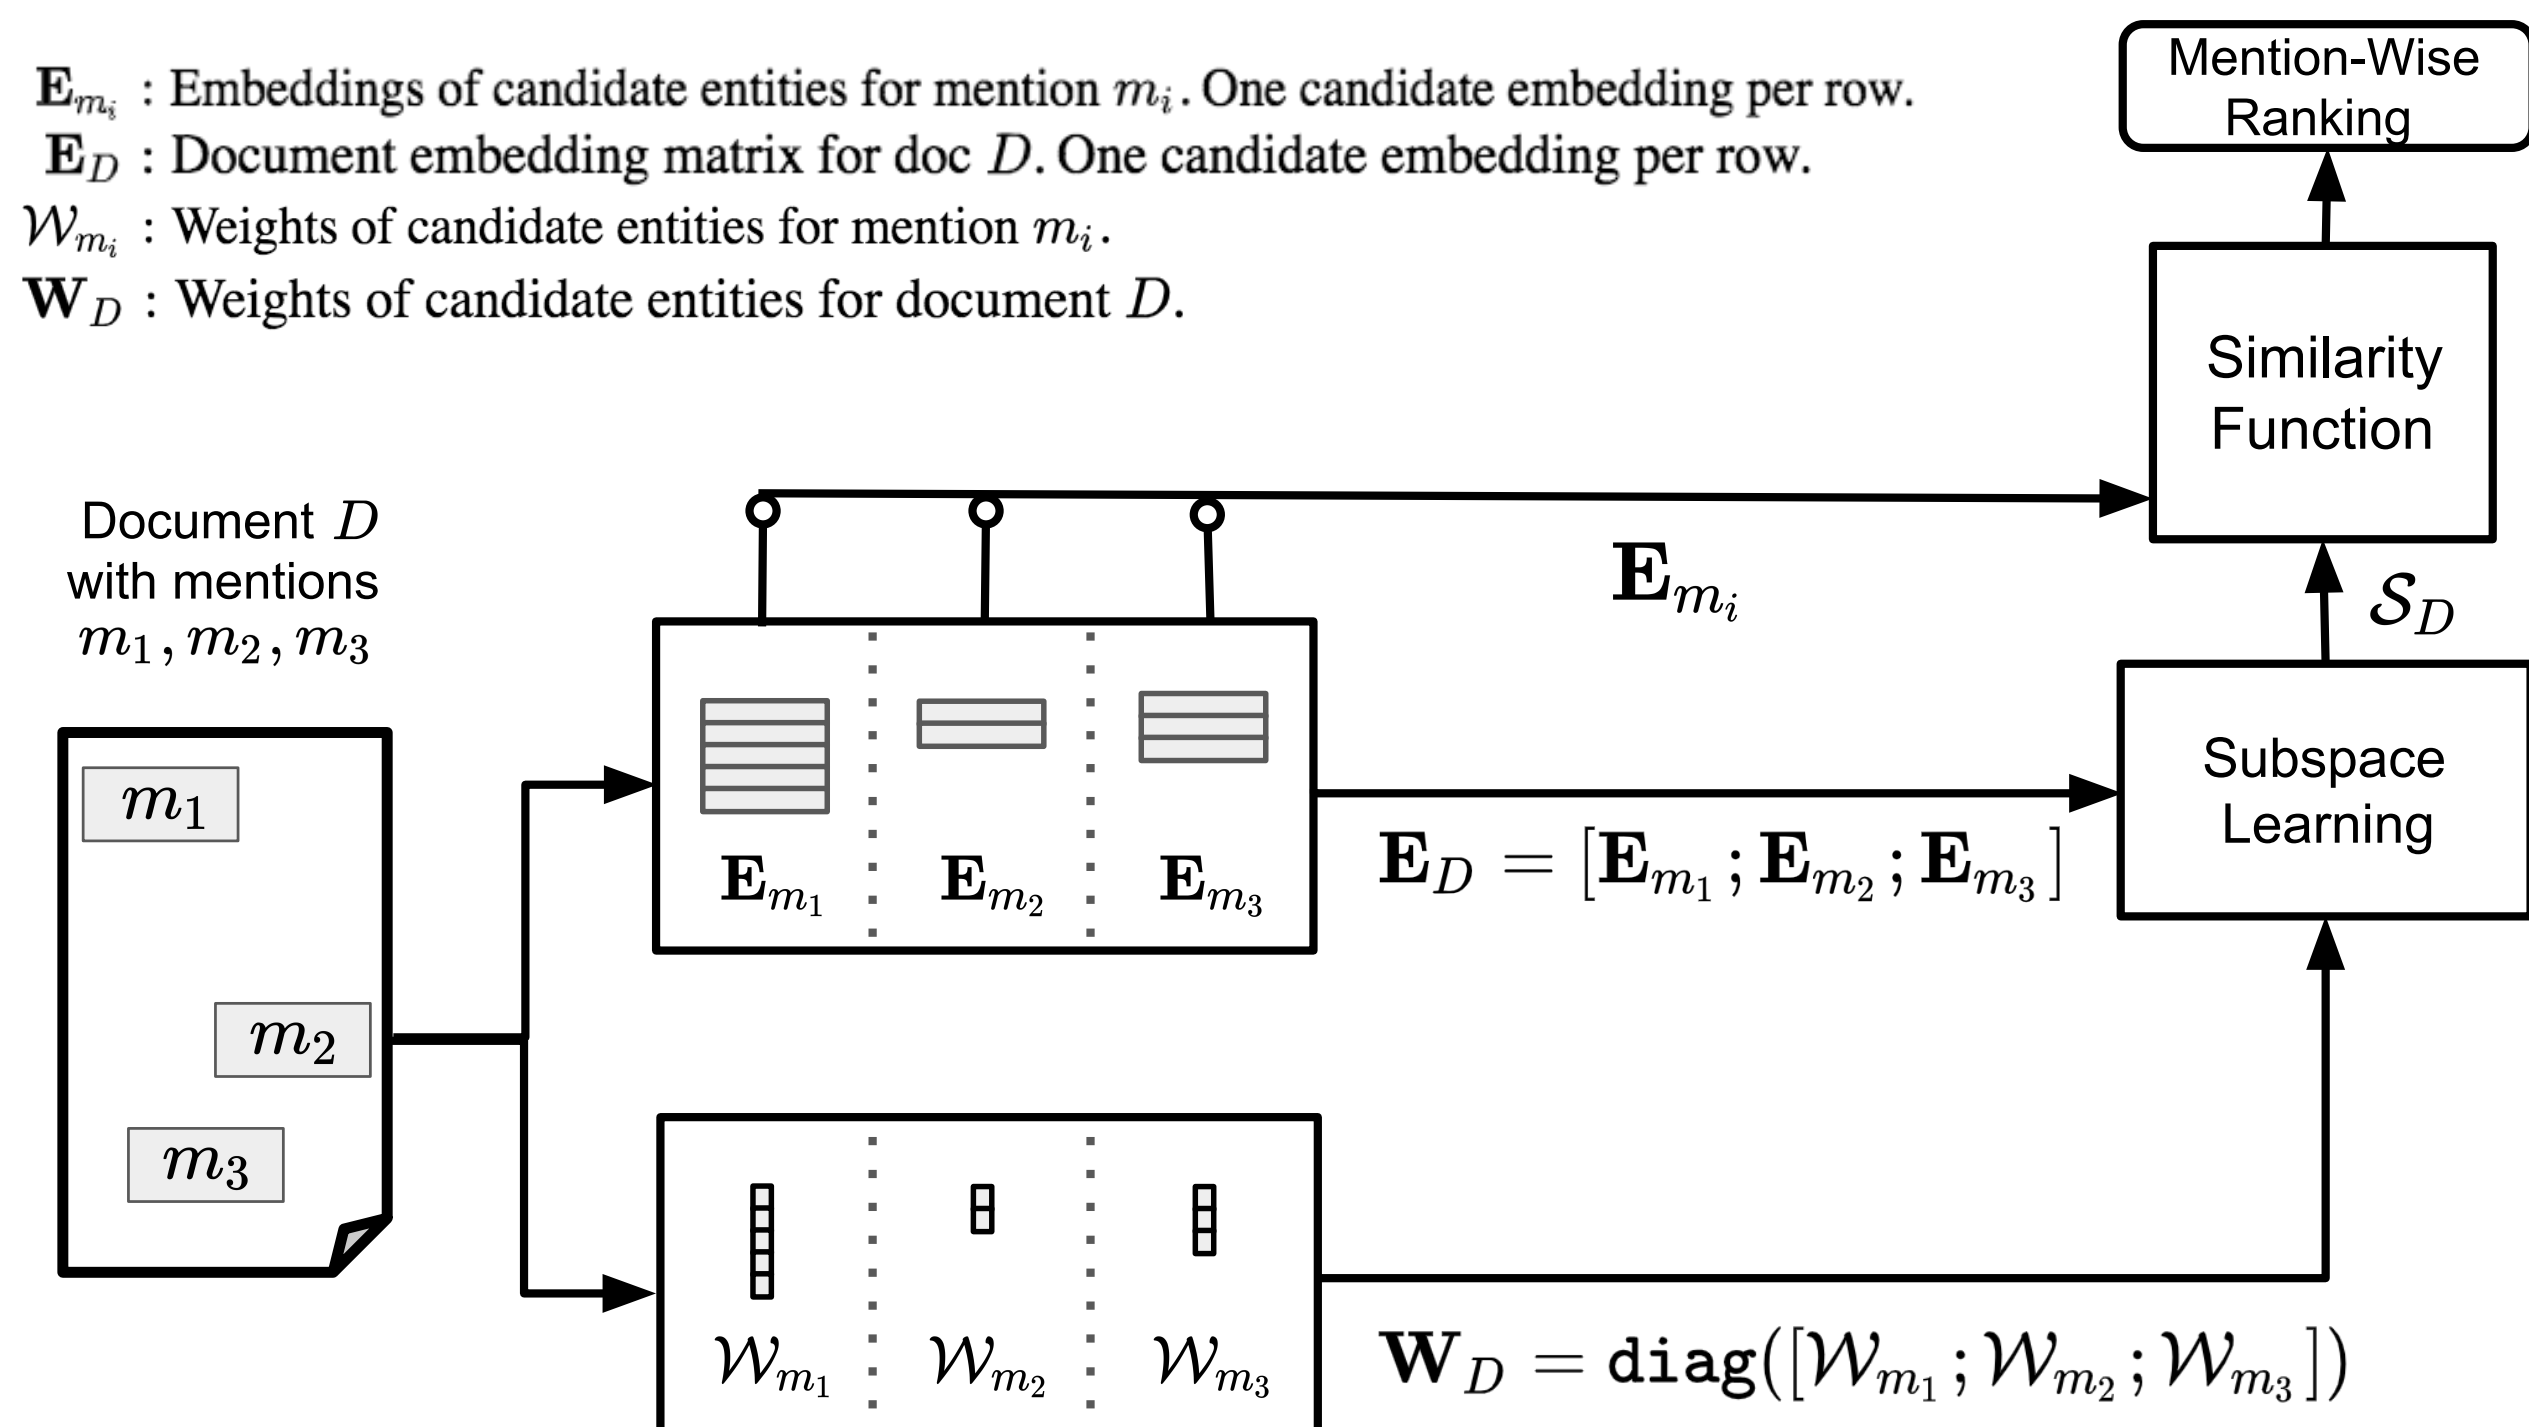 𝐄_{m_i} : Embeddings of candidate entities for mention m_i. One candidate embedding per row.
𝐄_D : Document embedding matrix for doc D. One candidate embedding per row.
𝒲_{m_i} : Weights of candidate entities for mention m_i.
𝐖_D : Weights of candidate entities for document D.
Mention-Wise
Ranking
Similarity
Function
Document D
with mentions
m_1, m_2, m_3
𝐄_{m_i}
𝒮_D
m_1
m_2
m_3
𝐄_{m_1}
𝐄_{m_2}
𝐄_{m_3}
𝐄_D = [𝐄_{m_1}; 𝐄_{m_2}; 𝐄_{m_3}]
Subspace
Learning
𝒲_{m_1}
𝒲_{m_2}
𝒲_{m_3}
𝐖_D = diag([𝒲_{m_1}; 𝒲_{m_2}; 𝒲_{m_3}])